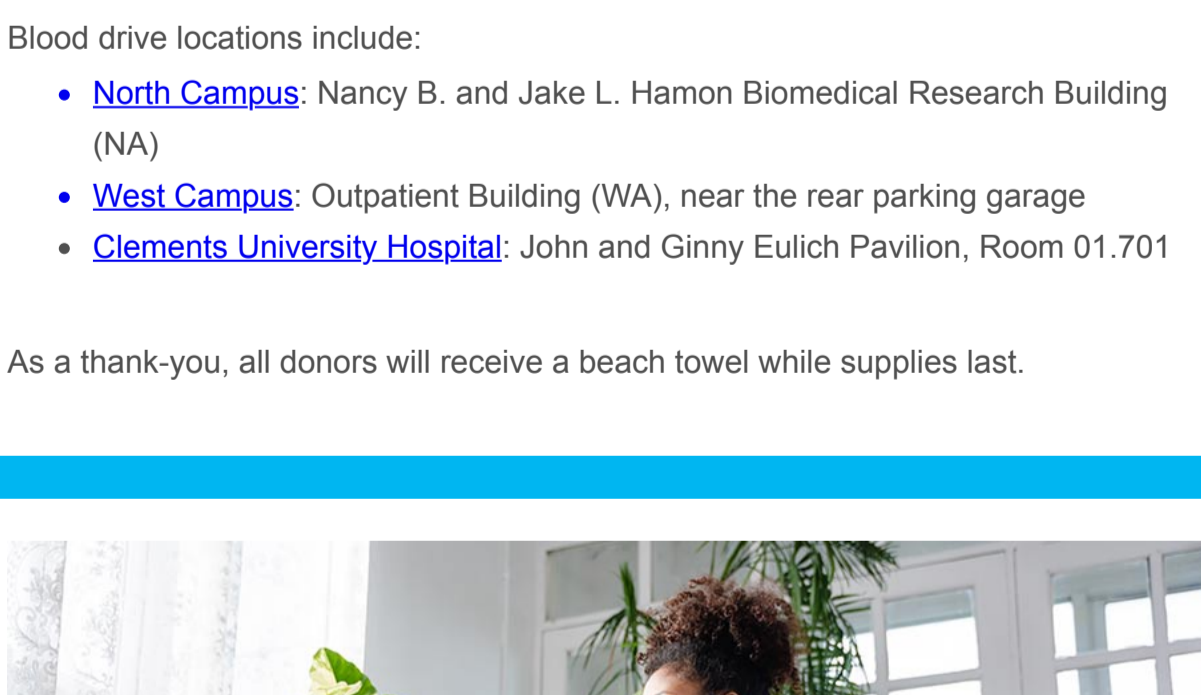 Blood drive locations include:
North Campus: Nancy B. and Jake L. Hamon Biomedical Research Building
(NA)
West Campus: Outpatient Building (WA), near the rear parking garage
Clements University Hospital: John and Ginny Eulich Pavilion, Room 01.701
As a thank-you, all donors will receive a beach towel while supplies last.